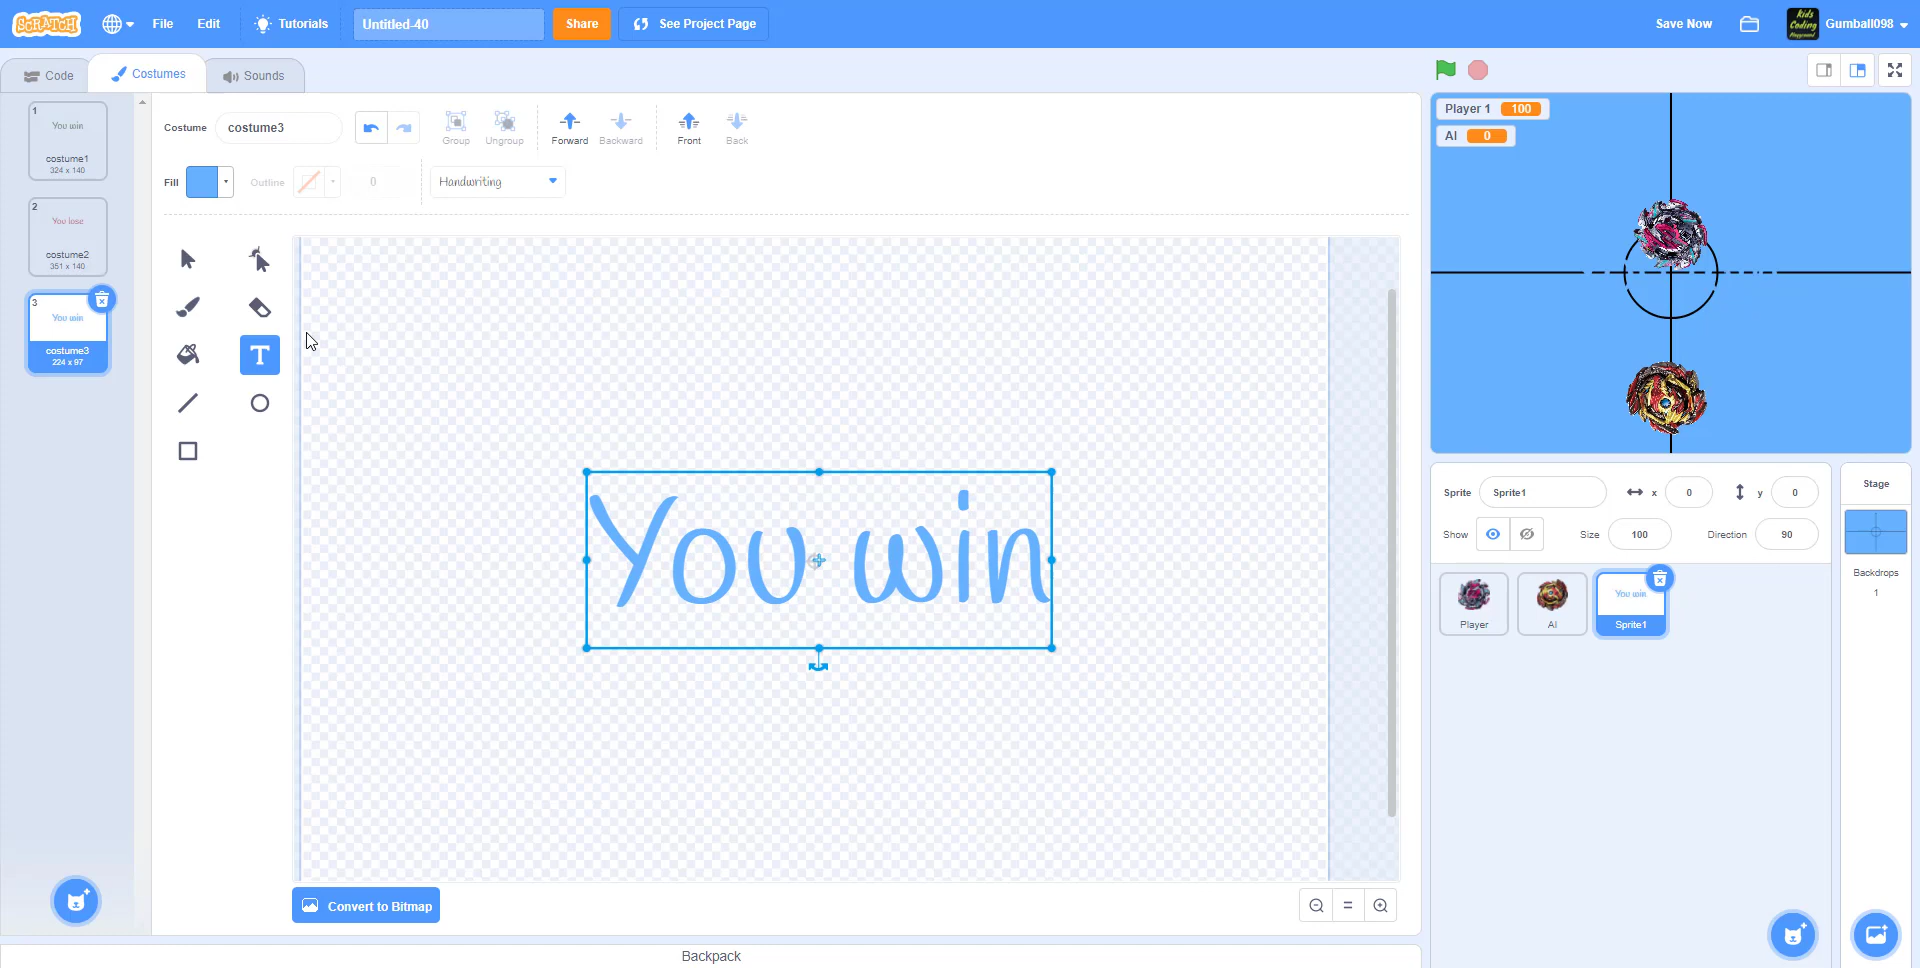 SCRATCH
File
Edit
Tutorials
Untitled-40
Share
See Project Page
Save Now
Kids
Coding
Playground
Gumball098
Code
Costumes
Sounds
1
You win
costume1
324 x 140
2
You lose
costume2
351 x 140
3
You win
costume3
224 x 97
Costume
costume3
Group
Ungroup
Forward
Backward
Front
Back
Fill
Outline
0
Handwriting
T
You win
Convert to Bitmap
=
Backpack
Player 1 100
AI 0
Sprite
Sprite1
x
0
y
0
Show
Size
100
Direction
90
Player
AI
You win
Sprite1
Stage
Backdrops
1